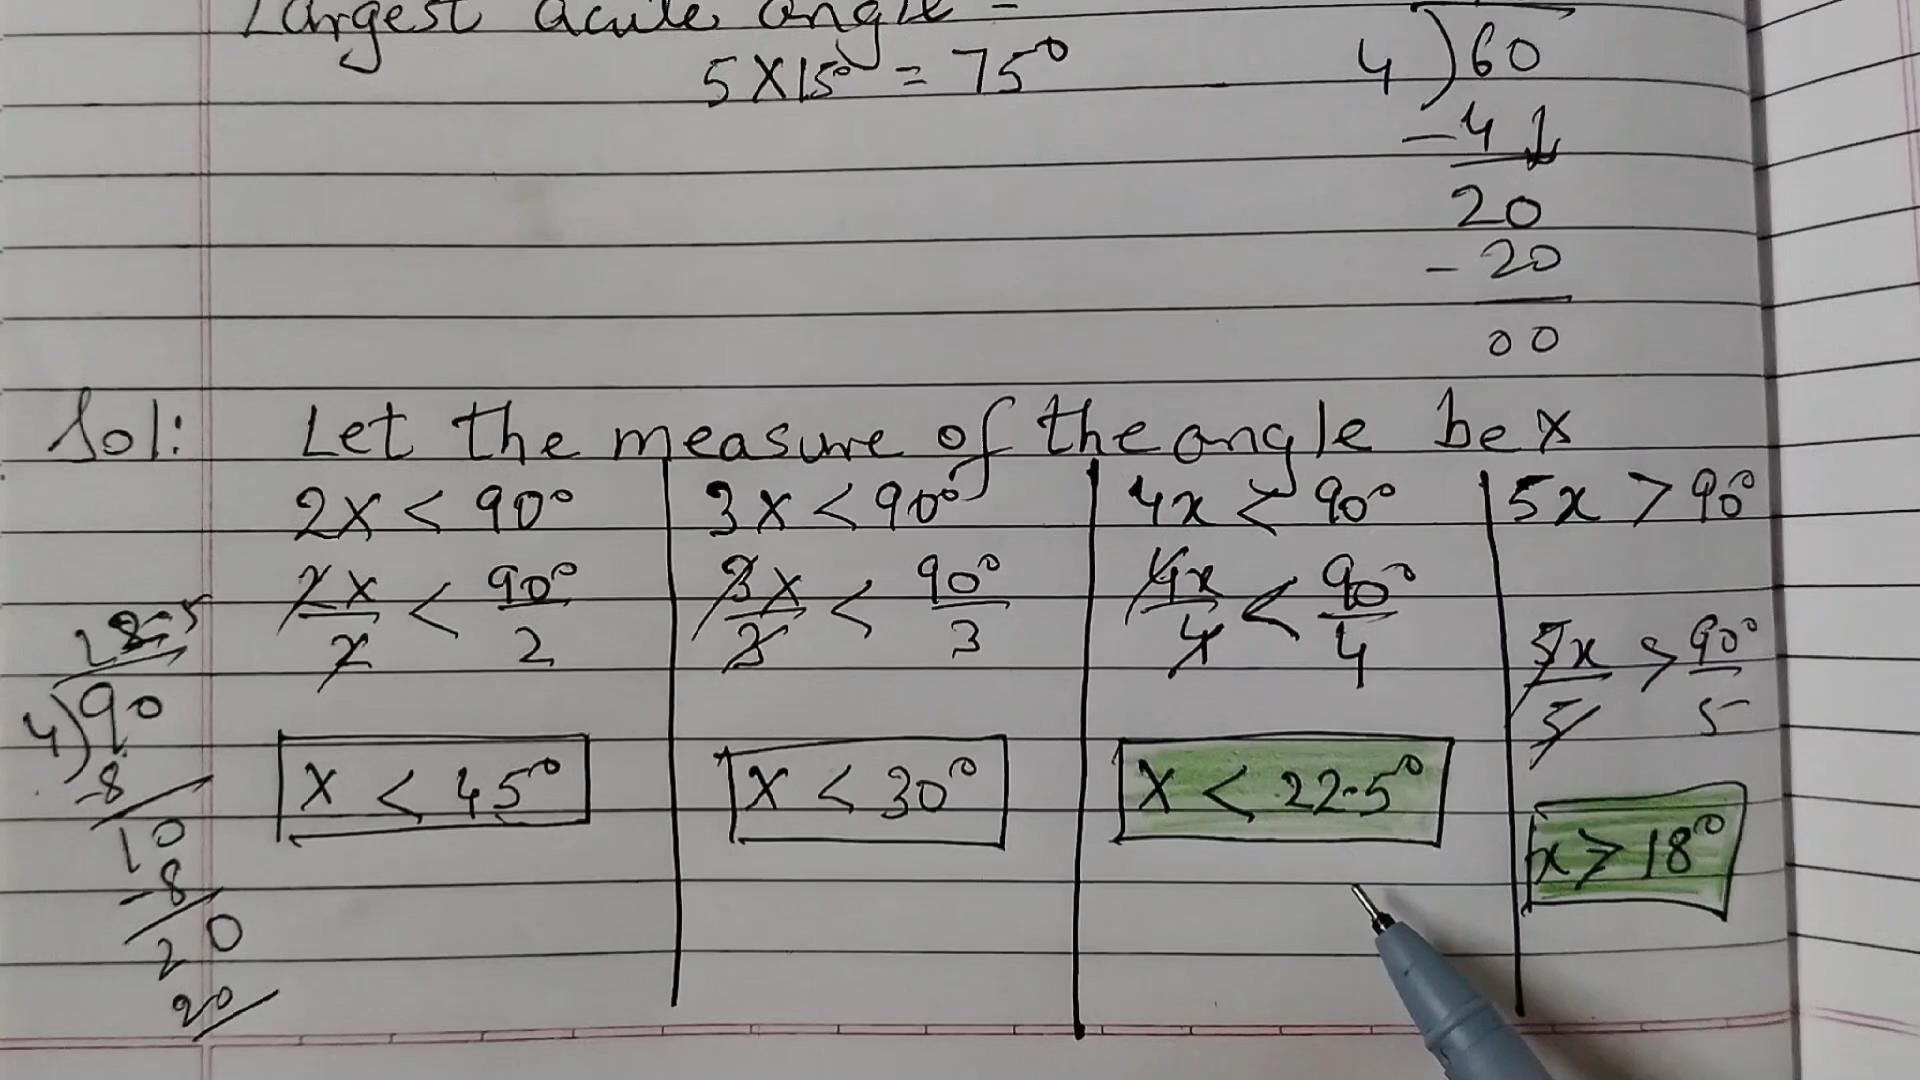 Largest acute angle =
5 X 15° = 75°
4 ) 60
- 4 ↓
20
- 20
00
Sol: Let the measure of the angle be x
2x < 90° 3x < 90° 4x < 90° 5x > 90°
2x/2 < 90°/2 3x/3 < 90°/3 4x/4 < 90°/4 5x/5 > 90°/5
x < 45° x < 30° x < 22.5° x > 18°
4 ) 90
-8
10
-8
20
20